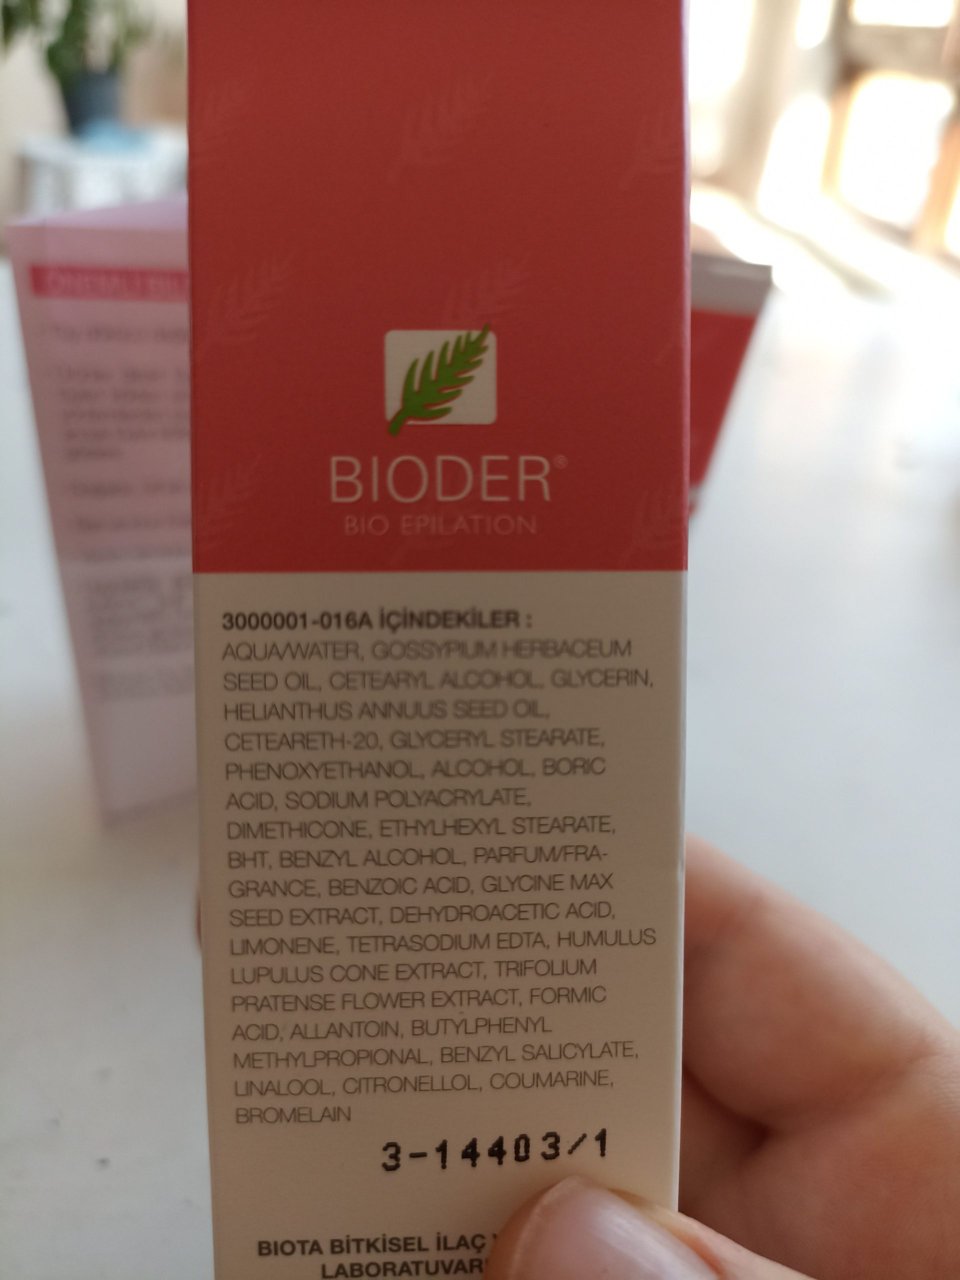 BIODER®
BIO EPILATION
3000001-016A İÇİNDEKİLER :
AQUA/WATER, GOSSYPIUM HERBACEUM
SEED OIL, CETEARYL ALCOHOL, GLYCERIN,
HELIANTHUS ANNUUS SEED OIL,
CETEARETH-20, GLYCERYL STEARATE,
PHENOXYETHANOL, ALCOHOL, BORIC
ACID, SODIUM POLYACRYLATE,
DIMETHICONE, ETHYLHEXYL STEARATE,
BHT, BENZYL ALCOHOL, PARFUM/FRA-
GRANCE, BENZOIC ACID, GLYCINE MAX
SEED EXTRACT, DEHYDROACETIC ACID,
LIMONENE, TETRASODIUM EDTA, HUMULUS
LUPULUS CONE EXTRACT, TRIFOLIUM
PRATENSE FLOWER EXTRACT, FORMIC
ACID, ALLANTOIN, BUTYLPHENYL
METHYLPROPIONAL, BENZYL SALICYLATE,
LINALOOL, CITRONELLOL, COUMARINE,
BROMELAIN
3-14403/1
BIOTA BİTKİSEL İLAÇ
LABORATUVAR